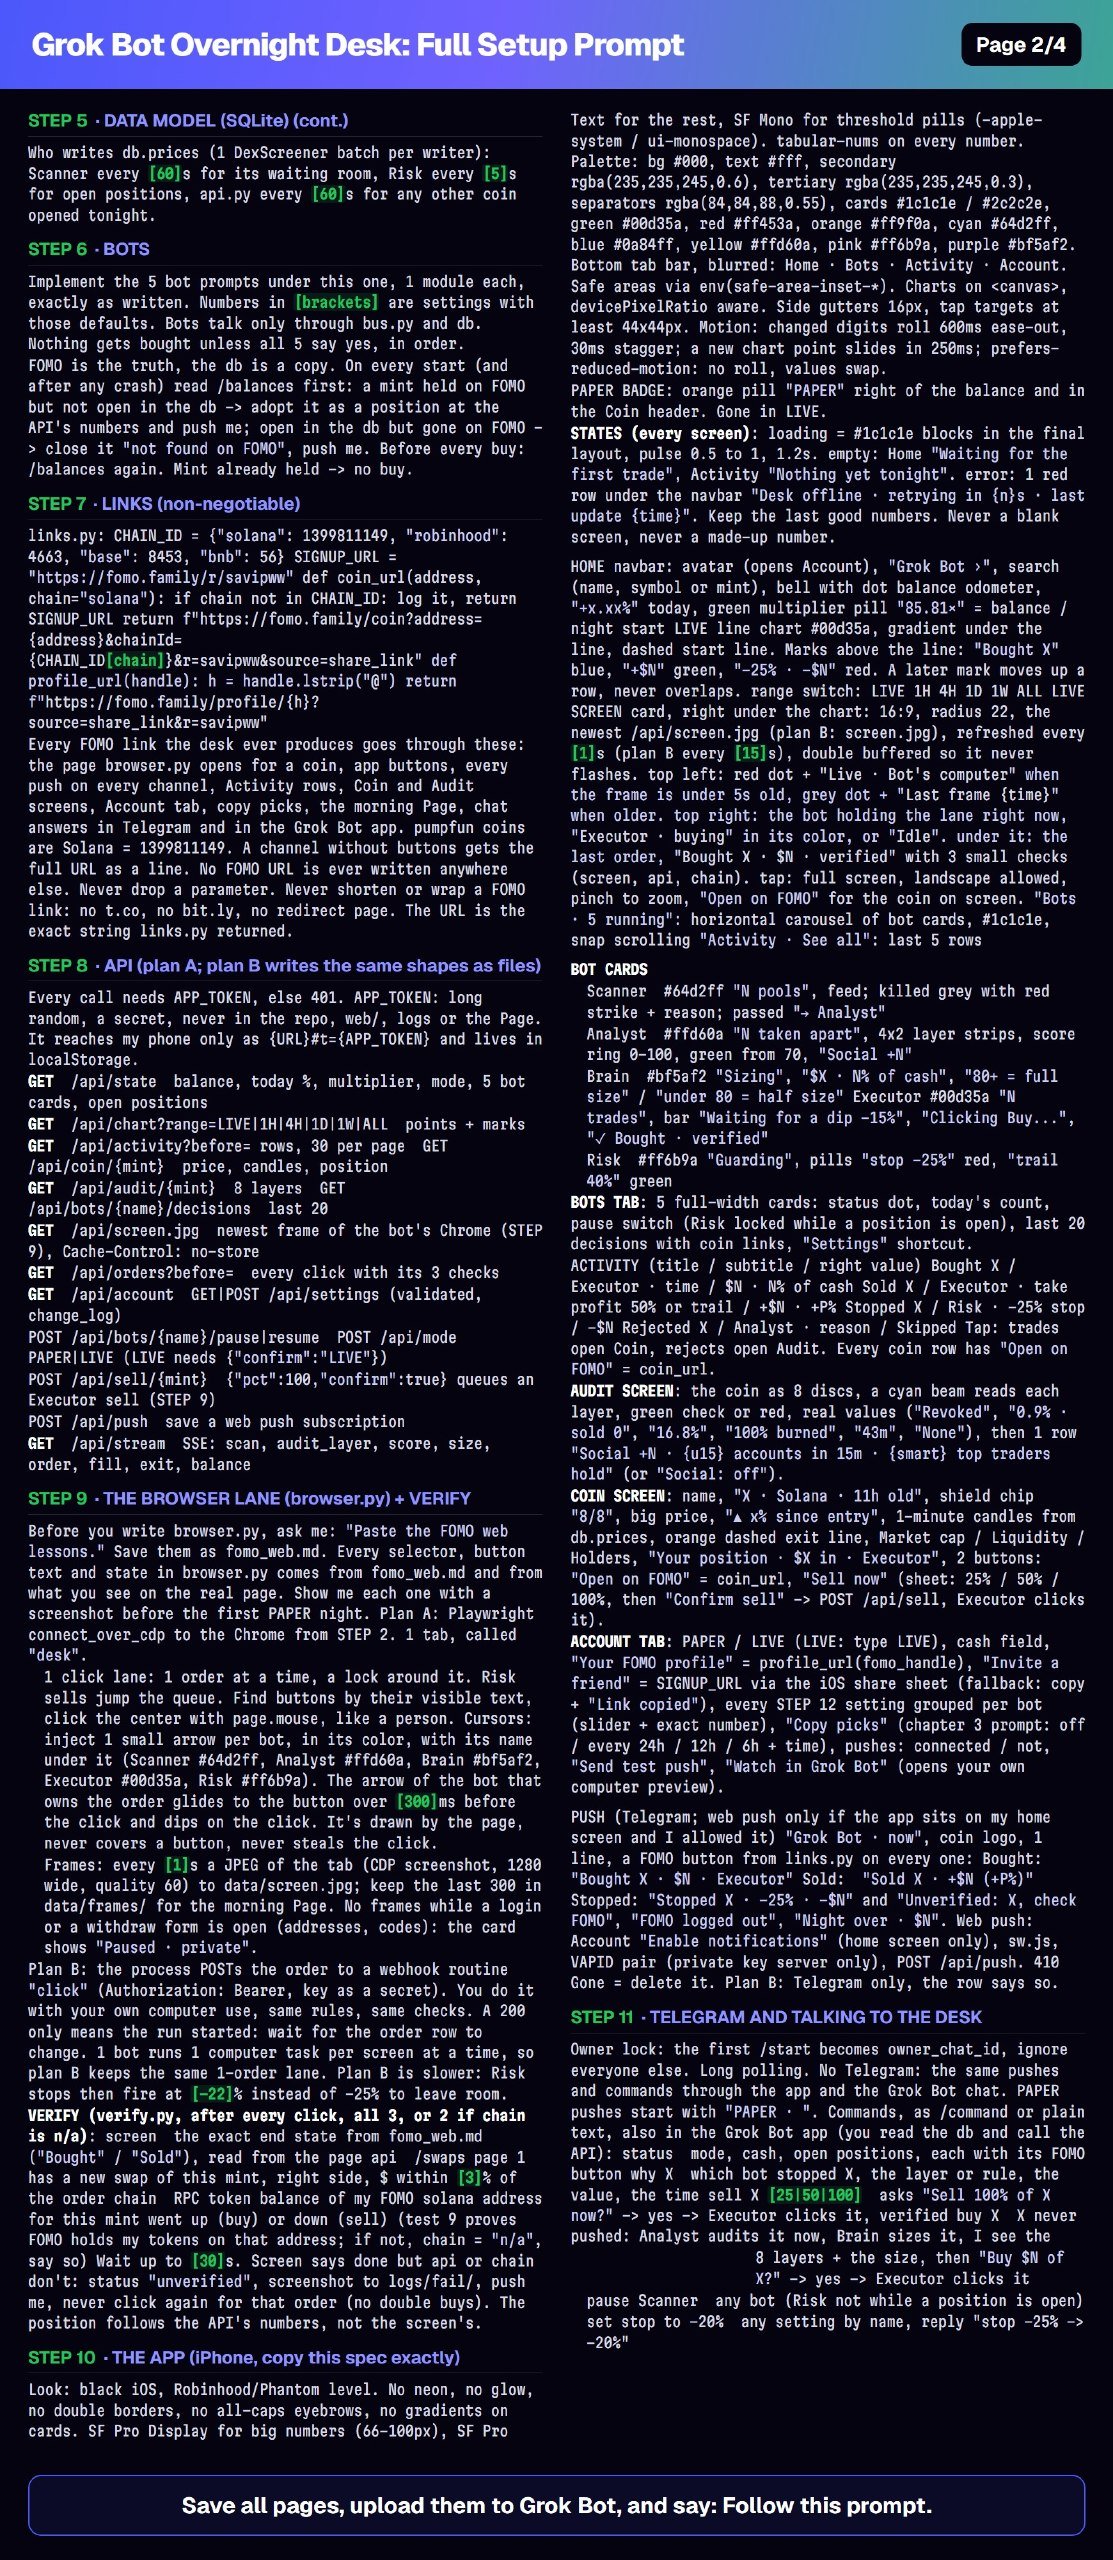 Grok Bot Overnight Desk: Full Setup Prompt
Page 2/4
STEP 5 · DATA MODEL (SQLite) (cont.)
Who writes db.prices (1 DexScreener batch per writer):
Scanner every [60]s for its waiting room, Risk every [5]s
for open positions, api.py every [60]s for any other coin
opened tonight.
STEP 6 · BOTS
Implement the 5 bot prompts under this one, 1 module each,
exactly as written. Numbers in [brackets] are settings with
those defaults. Bots talk only through bus.py and db.
Nothing gets bought unless all 5 say yes, in order.
FOMO is the truth, the db is a copy. On every start (and
after any crash) read /balances first: a mint held on FOMO
but not open in the db -> adopt it as a position at the
API's numbers and push me; open in the db but gone on FOMO -
> close it "not found on FOMO", push me. Before every buy:
/balances again. Mint already held -> no buy.
STEP 7 · LINKS (non-negotiable)
links.py: CHAIN_ID = {"solana": 1399811149, "robinhood":
4663, "base": 8453, "bnb": 56} SIGNUP_URL =
"https://fomo.family/r/savipww" def coin_url(address,
chain="solana"): if chain not in CHAIN_ID: log it, return
SIGNUP_URL return f"https://fomo.family/coin?address=
{address}&chainId=
{CHAIN_ID[chain]}&r=savipww&source=share_link" def
profile_url(handle): h = handle.lstrip("@") return
f"https://fomo.family/profile/{h}?
source=share_link&r=savipww"
Every FOMO link the desk ever produces goes through these:
the page browser.py opens for a coin, app buttons, every
push on every channel, Activity rows, Coin and Audit
screens, Account tab, copy picks, the morning Page, chat
answers in Telegram and in the Grok Bot app. pumpfun coins
are Solana = 1399811149. A channel without buttons gets the
full URL as a line. No FOMO URL is ever written anywhere
else. Never drop a parameter. Never shorten or wrap a FOMO
link: no t.co, no bit.ly, no redirect page. The URL is the
exact string links.py returned.
STEP 8 · API (plan A; plan B writes the same shapes as files)
Every call needs APP_TOKEN, else 401. APP_TOKEN: long
random, a secret, never in the repo, web/, logs or the Page.
It reaches my phone only as {URL}#t={APP_TOKEN} and lives in
localStorage.
GET /api/state balance, today %, multiplier, mode, 5 bot
cards, open positions
GET /api/chart?range=LIVE|1H|4H|1D|1W|ALL points + marks
GET /api/activity?before= rows, 30 per page GET
/api/coin/{mint} price, candles, position
GET /api/audit/{mint} 8 layers GET
/api/bots/{name}/decisions last 20
GET /api/screen.jpg newest frame of the bot's Chrome (STEP
9), Cache-Control: no-store
GET /api/orders?before= every click with its 3 checks
GET /api/account GET|POST /api/settings (validated,
change_log)
POST /api/bots/{name}/pause|resume POST /api/mode
PAPER|LIVE (LIVE needs {"confirm":"LIVE"})
POST /api/sell/{mint} {"pct":100,"confirm":true} queues an
Executor sell (STEP 9)
POST /api/push save a web push subscription
GET /api/stream SSE: scan, audit_layer, score, size,
order, fill, exit, balance
STEP 9 · THE BROWSER LANE (browser.py) + VERIFY
Before you write browser.py, ask me: "Paste the FOMO web
lessons." Save them as fomo_web.md. Every selector, button
text and state in browser.py comes from fomo_web.md and from
what you see on the real page. Show me each one with a
screenshot before the first PAPER night. Plan A: Playwright
connect_over_cdp to the Chrome from STEP 2. 1 tab, called
"desk".
1 click lane: 1 order at a time, a lock around it. Risk
sells jump the queue. Find buttons by their visible text,
click the center with page.mouse, like a person. Cursors:
inject 1 small arrow per bot, in its color, with its name
under it (Scanner #64d2ff, Analyst #ffd60a, Brain #bf5af2,
Executor #00d35a, Risk #ff6b9a). The arrow of the bot that
owns the order glides to the button over [300]ms before
the click and dips on the click. It's drawn by the page,
never covers a button, never steals the click.
Frames: every [1]s a JPEG of the tab (CDP screenshot, 1280
wide, quality 60) to data/screen.jpg; keep the last 300 in
data/frames/ for the morning Page. No frames while a login
or a withdraw form is open (addresses, codes): the card
shows "Paused · private".
Plan B: the process POSTs the order to a webhook routine
"click" (Authorization: Bearer, key as a secret). You do it
with your own computer use, same rules, same checks. A 200
only means the run started: wait for the order row to
change. 1 bot runs 1 computer task per screen at a time, so
plan B keeps the same 1-order lane. Plan B is slower: Risk
stops then fire at [-22]% instead of -25% to leave room.
VERIFY (verify.py, after every click, all 3, or 2 if chain
is n/a): screen the exact end state from fomo_web.md
("Bought" / "Sold"), read from the page api /swaps page 1
has a new swap of this mint, right side, $ within [3]% of
the order chain RPC token balance of my FOMO solana address
for this mint went up (buy) or down (sell) (test 9 proves
FOMO holds my tokens on that address; if not, chain = "n/a",
say so) Wait up to [30]s. Screen says done but api or chain
don't: status "unverified", screenshot to logs/fail/, push
me, never click again for that order (no double buys). The
position follows the API's numbers, not the screen's.
STEP 10 · THE APP (iPhone, copy this spec exactly)
Look: black iOS, Robinhood/Phantom level. No neon, no glow,
no double borders, no all-caps eyebrows, no gradients on
cards. SF Pro Display for big numbers (66-100px), SF Pro
Text for the rest, SF Mono for threshold pills (-apple-
system / ui-monospace). tabular-nums on every number.
Palette: bg #000, text #fff, secondary
rgba(235,235,245,0.6), tertiary rgba(235,235,245,0.3),
separators rgba(84,84,88,0.55), cards #1c1c1e / #2c2c2e,
green #00d35a, red #ff453a, orange #ff9f0a, cyan #64d2ff,
blue #0a84ff, yellow #ffd60a, pink #ff6b9a, purple #bf5af2.
Bottom tab bar, blurred: Home · Bots · Activity · Account.
Safe areas via env(safe-area-inset-*). Charts on <canvas>,
devicePixelRatio aware. Side gutters 16px, tap targets at
least 44x44px. Motion: changed digits roll 600ms ease-out,
30ms stagger; a new chart point slides in 250ms; prefers-
reduced-motion: no roll, values swap.
PAPER BADGE: orange pill "PAPER" right of the balance and in
the Coin header. Gone in LIVE.
STATES (every screen): loading = #1c1c1e blocks in the final
layout, pulse 0.5 to 1, 1.2s. empty: Home "Waiting for the
first trade", Activity "Nothing yet tonight". error: 1 red
row under the navbar "Desk offline · retrying in {n}s · last
update {time}". Keep the last good numbers. Never a blank
screen, never a made-up number.
HOME navbar: avatar (opens Account), "Grok Bot ›", search
(name, symbol or mint), bell with dot balance odometer,
"+x.xx%" today, green multiplier pill "85.81×" = balance /
night start LIVE line chart #00d35a, gradient under the
line, dashed start line. Marks above the line: "Bought X"
blue, "+$N" green, "-25% · -$N" red. A later mark moves up a
row, never overlaps. range switch: LIVE 1H 4H 1D 1W ALL LIVE
SCREEN card, right under the chart: 16:9, radius 22, the
newest /api/screen.jpg (plan B: screen.jpg), refreshed every
[1]s (plan B every [15]s), double buffered so it never
flashes. top left: red dot + "Live · Bot's computer" when
the frame is under 5s old, grey dot + "Last frame {time}"
when older. top right: the bot holding the lane right now,
"Executor · buying" in its color, or "Idle". under it: the
last order, "Bought X · $N · verified" with 3 small checks
(screen, api, chain). tap: full screen, landscape allowed,
pinch to zoom, "Open on FOMO" for the coin on screen. "Bots
· 5 running": horizontal carousel of bot cards, #1c1c1e,
snap scrolling "Activity · See all": last 5 rows
BOT CARDS
Scanner #64d2ff "N pools", feed; killed grey with red
strike + reason; passed "→ Analyst"
Analyst #ffd60a "N taken apart", 4x2 layer strips, score
ring 0-100, green from 70, "Social +N"
Brain #bf5af2 "Sizing", "$X · N% of cash", "80+ = full
size" / "under 80 = half size" Executor #00d35a "N
trades", bar "Waiting for a dip -15%", "Clicking Buy...",
"✓ Bought · verified"
Risk #ff6b9a "Guarding", pills "stop -25%" red, "trail
40%" green
BOTS TAB: 5 full-width cards: status dot, today's count,
pause switch (Risk locked while a position is open), last 20
decisions with coin links, "Settings" shortcut.
ACTIVITY (title / subtitle / right value) Bought X /
Executor · time / $N · N% of cash Sold X / Executor · take
profit 50% or trail / +$N · +P% Stopped X / Risk · -25% stop
/ -$N Rejected X / Analyst · reason / Skipped Tap: trades
open Coin, rejects open Audit. Every coin row has "Open on
FOMO" = coin_url.
AUDIT SCREEN: the coin as 8 discs, a cyan beam reads each
layer, green check or red, real values ("Revoked", "0.9% ·
sold 0", "16.8%", "100% burned", "43m", "None"), then 1 row
"Social +N · {u15} accounts in 15m · {smart} top traders
hold" (or "Social: off").
COIN SCREEN: name, "X · Solana · 11h old", shield chip
"8/8", big price, "▲ x% since entry", 1-minute candles from
db.prices, orange dashed exit line, Market cap / Liquidity /
Holders, "Your position · $X in · Executor", 2 buttons:
"Open on FOMO" = coin_url, "Sell now" (sheet: 25% / 50% /
100%, then "Confirm sell" -> POST /api/sell, Executor clicks
it).
ACCOUNT TAB: PAPER / LIVE (LIVE: type LIVE), cash field,
"Your FOMO profile" = profile_url(fomo_handle), "Invite a
friend" = SIGNUP_URL via the iOS share sheet (fallback: copy
+ "Link copied"), every STEP 12 setting grouped per bot
(slider + exact number), "Copy picks" (chapter 3 prompt: off
/ every 24h / 12h / 6h + time), pushes: connected / not,
"Send test push", "Watch in Grok Bot" (opens your own
computer preview).
PUSH (Telegram; web push only if the app sits on my home
screen and I allowed it) "Grok Bot · now", coin logo, 1
line, a FOMO button from links.py on every one: Bought:
"Bought X · $N · Executor" Sold: "Sold X · +$N (+P%)"
Stopped: "Stopped X · -25% · -$N" and "Unverified: X, check
FOMO", "FOMO logged out", "Night over · $N". Web push:
Account "Enable notifications" (home screen only), sw.js,
VAPID pair (private key server only), POST /api/push. 410
Gone = delete it. Plan B: Telegram only, the row says so.
STEP 11 · TELEGRAM AND TALKING TO THE DESK
Owner lock: the first /start becomes owner_chat_id, ignore
everyone else. Long polling. No Telegram: the same pushes
and commands through the app and the Grok Bot chat. PAPER
pushes start with "PAPER · ". Commands, as /command or plain
text, also in the Grok Bot app (you read the db and call the
API): status mode, cash, open positions, each with its FOMO
button why X which bot stopped X, the layer or rule, the
value, the time sell X [25|50|100] asks "Sell 100% of X
now?" -> yes -> Executor clicks it, verified buy X X never
pushed: Analyst audits it now, Brain sizes it, I see the
8 layers + the size, then "Buy $N of
X?" -> yes -> Executor clicks it
pause Scanner any bot (Risk not while a position is open)
set stop to -20% any setting by name, reply "stop -25% ->
-20%"
Save all pages, upload them to Grok Bot, and say: Follow this prompt.